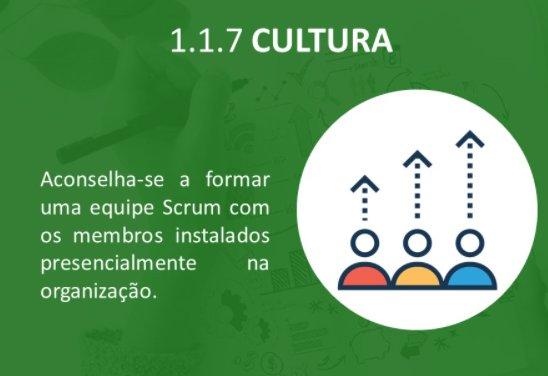 1.1.7 CULTURA
Aconselha-se a formar
uma equipe Scrum com
os membros instalados
presencialmente na
organização.